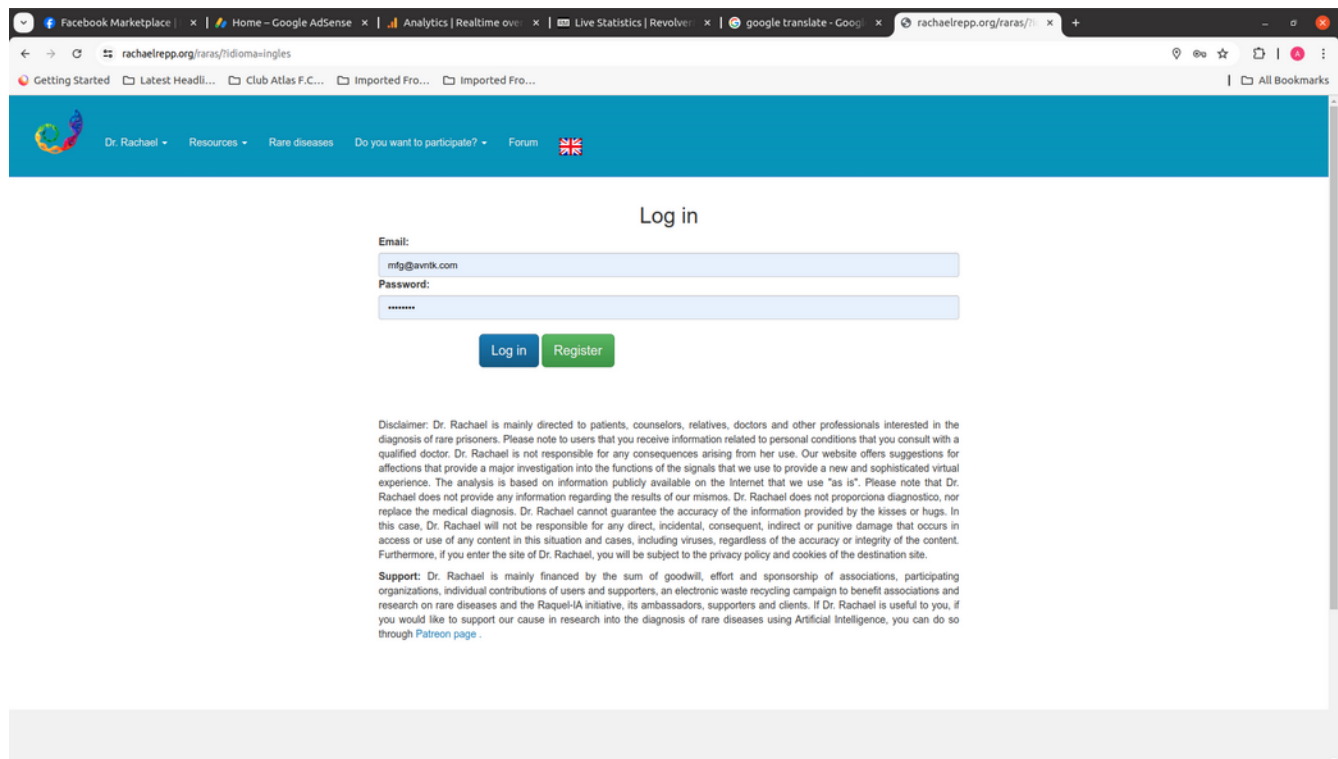 Facebook Marketplace |
Home – Google AdSense
Analytics | Realtime ove
Live Statistics | Revolver
google translate - Googl
rachaelrepp.org/raras/?i
rachaelrepp.org/raras/?idioma=ingles
Getting Started
Latest Headli...
Club Atlas F.C...
Imported Fro...
Imported Fro...
All Bookmarks
Dr. Rachael
Resources
Rare diseases
Do you want to participate?
Forum
Log in
Email:
mfg@avntk.com
Password:
••••••••
Log in
Register
Disclaimer: Dr. Rachael is mainly directed to patients, counselors, relatives, doctors and other professionals interested in the
diagnosis of rare prisoners. Please note to users that you receive information related to personal conditions that you consult with a
qualified doctor. Dr. Rachael is not responsible for any consequences arising from her use. Our website offers suggestions for
affections that provide a major investigation into the functions of the signals that we use to provide a new and sophisticated virtual
experience. The analysis is based on information publicly available on the Internet that we use "as is". Please note that Dr.
Rachael does not provide any information regarding the results of our mismos. Dr. Rachael does not proporciona diagnostico, nor
replace the medical diagnosis. Dr. Rachael cannot guarantee the accuracy of the information provided by the kisses or hugs. In
this case, Dr. Rachael will not be responsible for any direct, incidental, consequent, indirect or punitive damage that occurs in
access or use of any content in this situation and cases, including viruses, regardless of the accuracy or integrity of the content.
Furthermore, if you enter the site of Dr. Rachael, you will be subject to the privacy policy and cookies of the destination site.
Support: Dr. Rachael is mainly financed by the sum of goodwill, effort and sponsorship of associations, participating
organizations, individual contributions of users and supporters, an electronic waste recycling campaign to benefit associations and
research on rare diseases and the Raquel-IA initiative, its ambassadors, supporters and clients. If Dr. Rachael is useful to you, if
you would like to support our cause in research into the diagnosis of rare diseases using Artificial Intelligence, you can do so
through Patreon page .